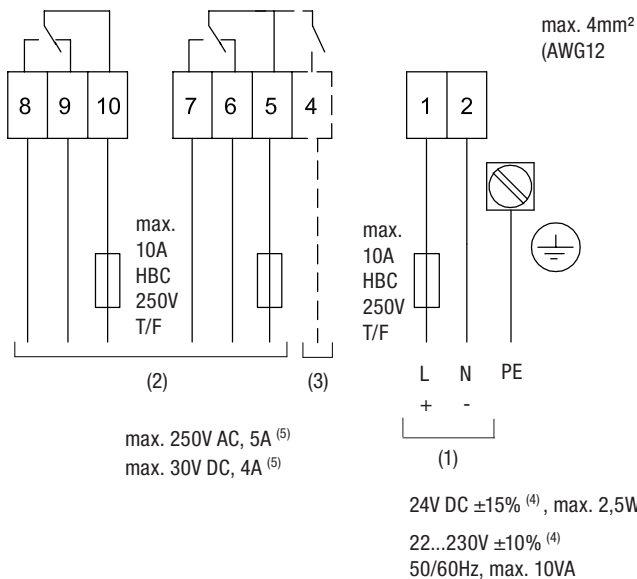 max. 4mm²
(AWG12
8 9 10
7 6 5 4
1 2
max.
10A
HBC
250V
T/F
max.
10A
HBC
250V
T/F
(2)
(3)
L N PE
+ -
(1)
max. 250V AC, 5A (5)
max. 30V DC, 4A (5)
24V DC ±15% (4) , max. 2,5W
22...230V ±10% (4)
50/60Hz, max. 10VA